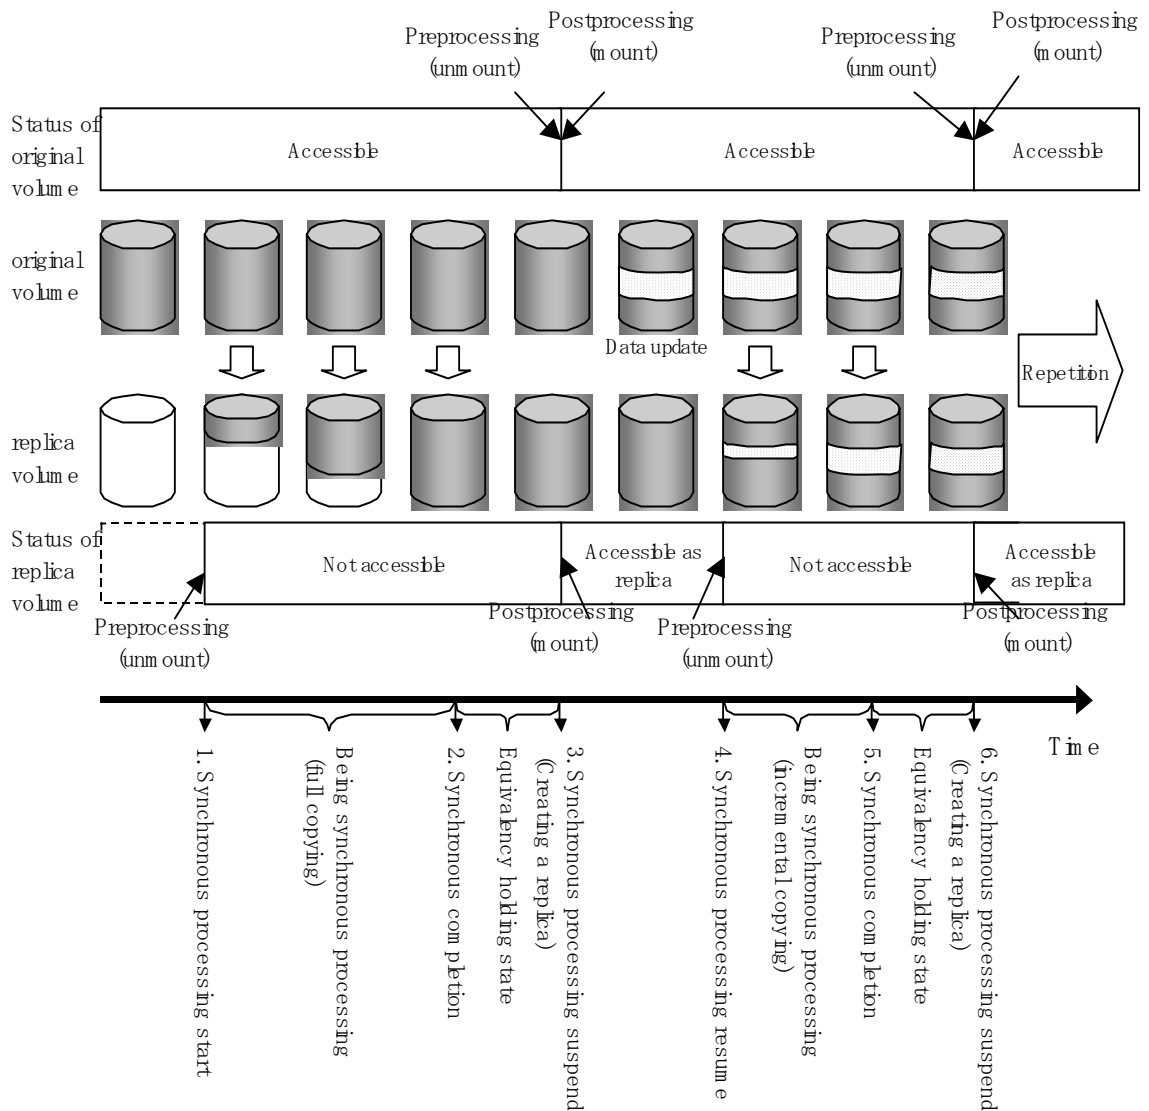 Preprocessing
(unmount)
Postprocessing
(mount)
Preprocessing
(unmount)
Postprocessing
(mount)
Status of
original
volume
Accessible
Accessible
Accessible
original
volume
Data update
Repetition
replica
volume
Status of
replica
volume
Not accessible
Accessible as
replica
Not accessible
Accessible
as replica
Preprocessing
(unmount)
Postprocessing
(mount)
Preprocessing
(unmount)
Postprocessing
(mount)
Time
1. Synchronous processing start
Being synchronous processing
(full copying)
2. Synchronous completion
Equivalency holding state
3. Synchronous processing suspend
(Creating a replica)
4. Synchronous processing resume
Being synchronous processing
(incremental copying)
5. Synchronous completion
Equivalency holding state
6. Synchronous processing suspend
(Creating a replica)